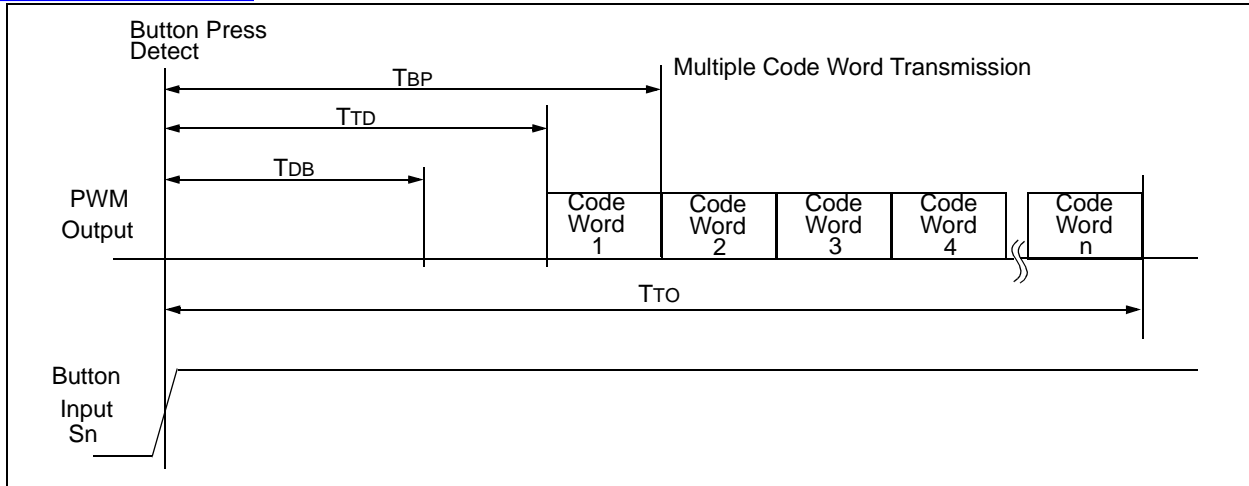 Button Press
Detect
TBP
Multiple Code Word Transmission
TTD
TDB
PWM
Output
Code
Word
1
Code
Word
2
Code
Word
3
Code
Word
4
Code
Word
n
TTO
Button
Input
Sn